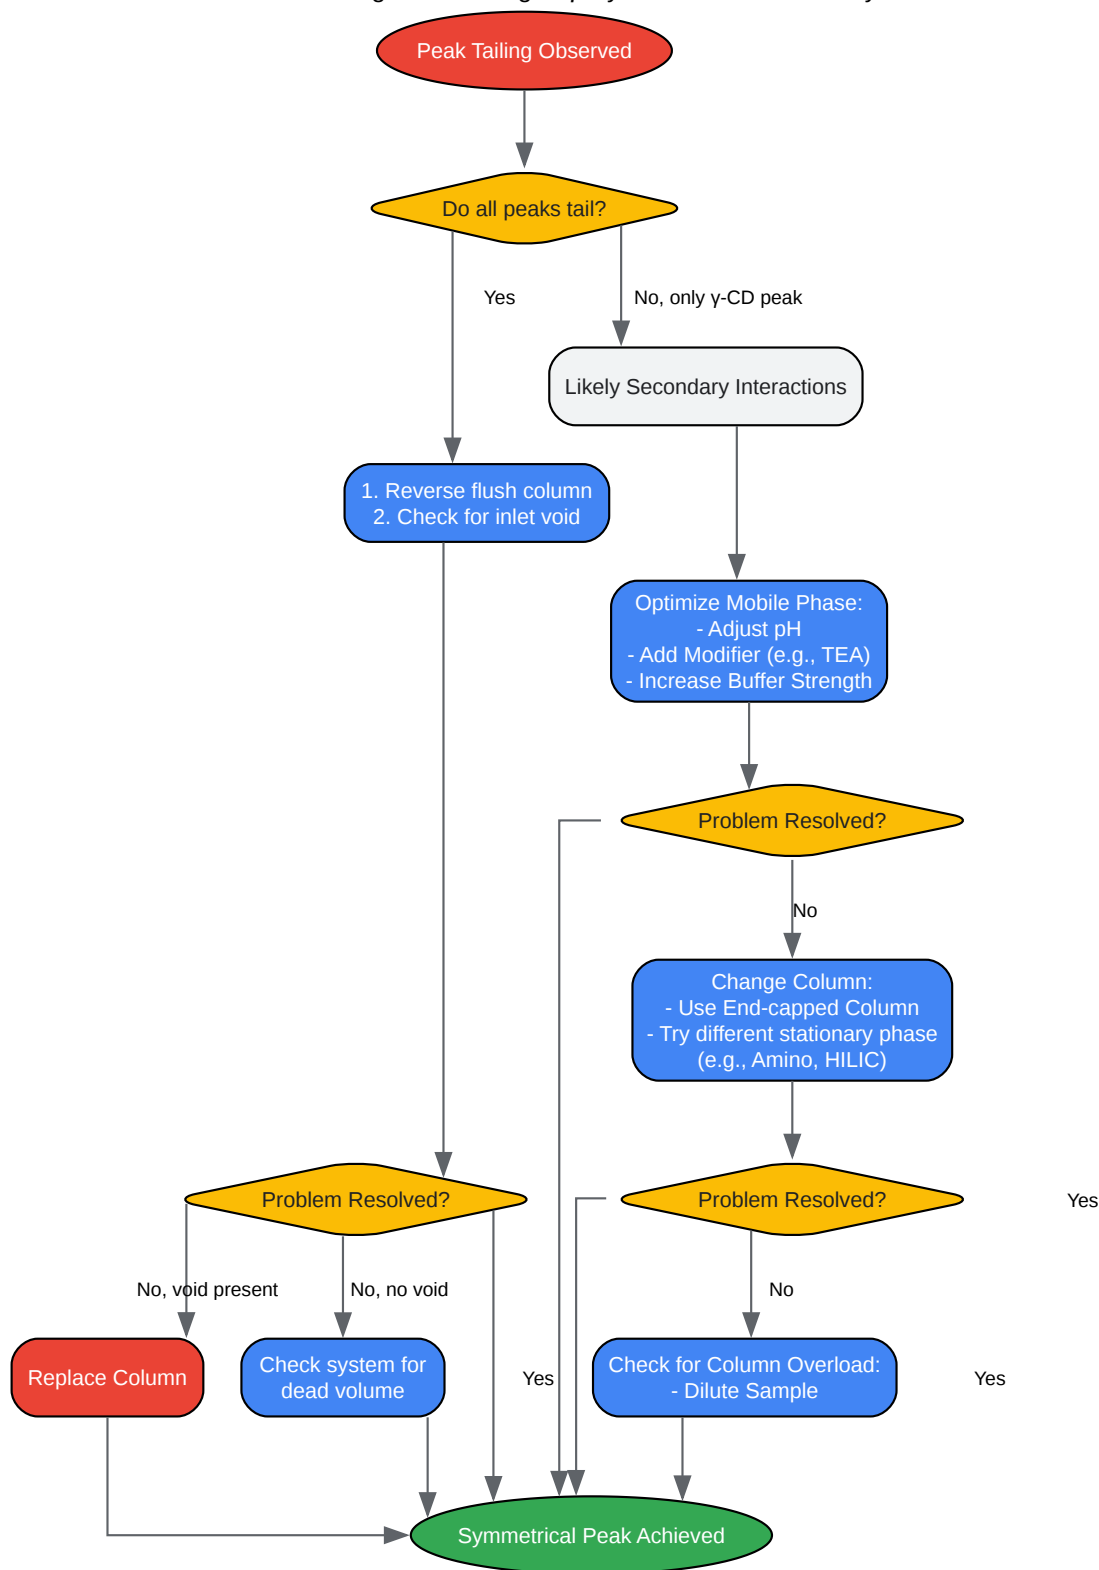 Peak Tailing Observed
Do all peaks tail?
Yes
No, only γ-CD peak
Likely Secondary Interactions
1. Reverse flush column
2. Check for inlet void
Optimize Mobile Phase:
- Adjust pH
- Add Modifier (e.g., TEA)
- Increase Buffer Strength
Problem Resolved?
No
Change Column:
- Use End-capped Column
- Try different stationary phase
(e.g., Amino, HILIC)
Problem Resolved?
Problem Resolved?
Yes
No, void present
No, no void
No
Replace Column
Check system for
dead volume
Yes
Check for Column Overload:
- Dilute Sample
Yes
Symmetrical Peak Achieved